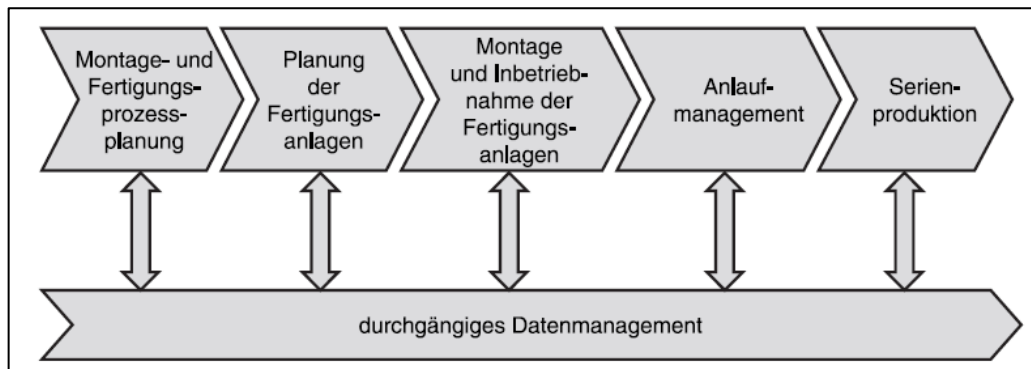 Montage- und
Fertigungs-
prozess-
planung
Planung
der
Fertigungs-
anlagen
Montage
und Inbetrieb-
nahme der
Fertigungs-
anlagen
Anlauf-
management
Serien-
produktion
durchgängiges Datenmanagement